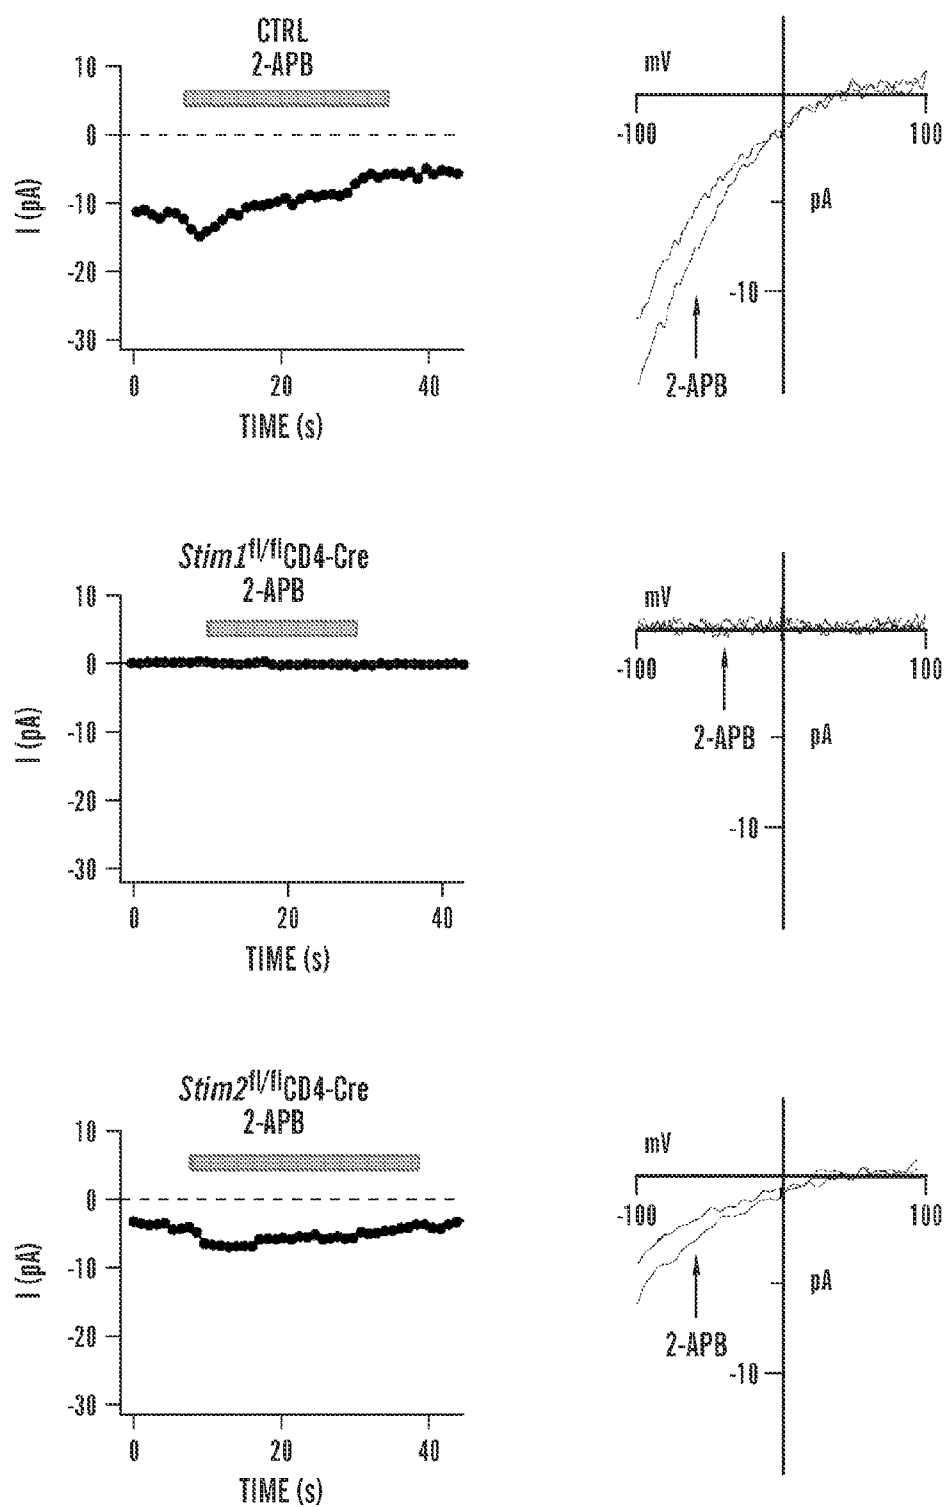 CTRL
2-APB
10
0
-10
-20
-30
I (pA)
0 20 40
TIME (s)
mV
-100 100
pA
-10
2-APB
Stim1fl/flCD4-Cre
2-APB
10
0
-10
-20
-30
I (pA)
0 20 40
TIME (s)
mV
-100 100
2-APB pA
-10
Stim2fl/flCD4-Cre
2-APB
10
0
-10
-20
-30
I (pA)
0 20 40
TIME (s)
mV
-100 100
pA
2-APB
-10